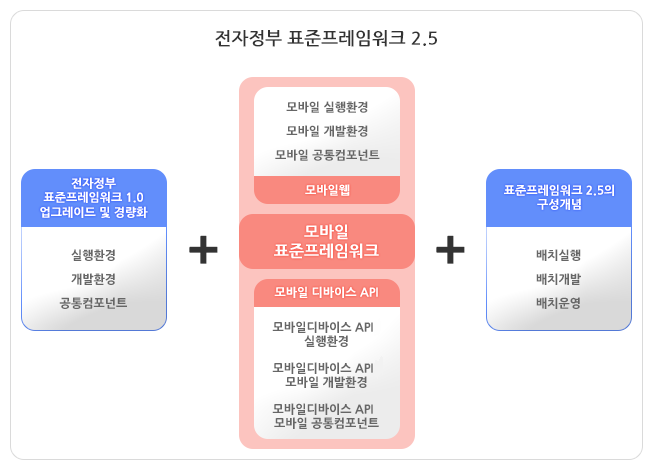 전자정부 표준프레임워크 2.5
전자정부
표준프레임워크 1.0
업그레이드 및 경량화
실행환경
개발환경
공통컴포넌트
+
모바일 실행환경
모바일 개발환경
모바일 공통컴포넌트
모바일웹
모바일
표준프레임워크
모바일 디바이스 API
모바일디바이스 API
실행환경
모바일디바이스 API
모바일 개발환경
모바일디바이스 API
모바일 공통컴포넌트
+
표준프레임워크 2.5의
구성개념
배치실행
배치개발
배치운영